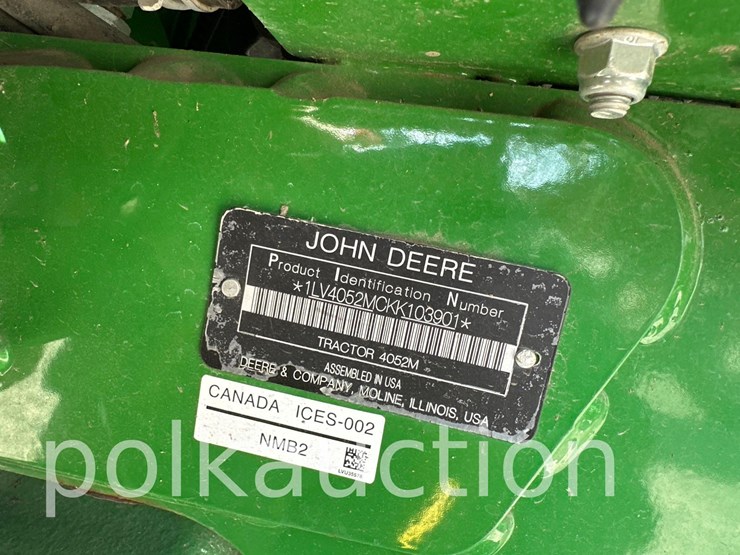 JOHN DEERE
Product Identification Number
*1LV4052MCKK103901*
TRACTOR 4052M
ASSEMBLED IN USA
DEERE & COMPANY, MOLINE, ILLINOIS, USA
CANADA ICES-002
NMB2
polkauction